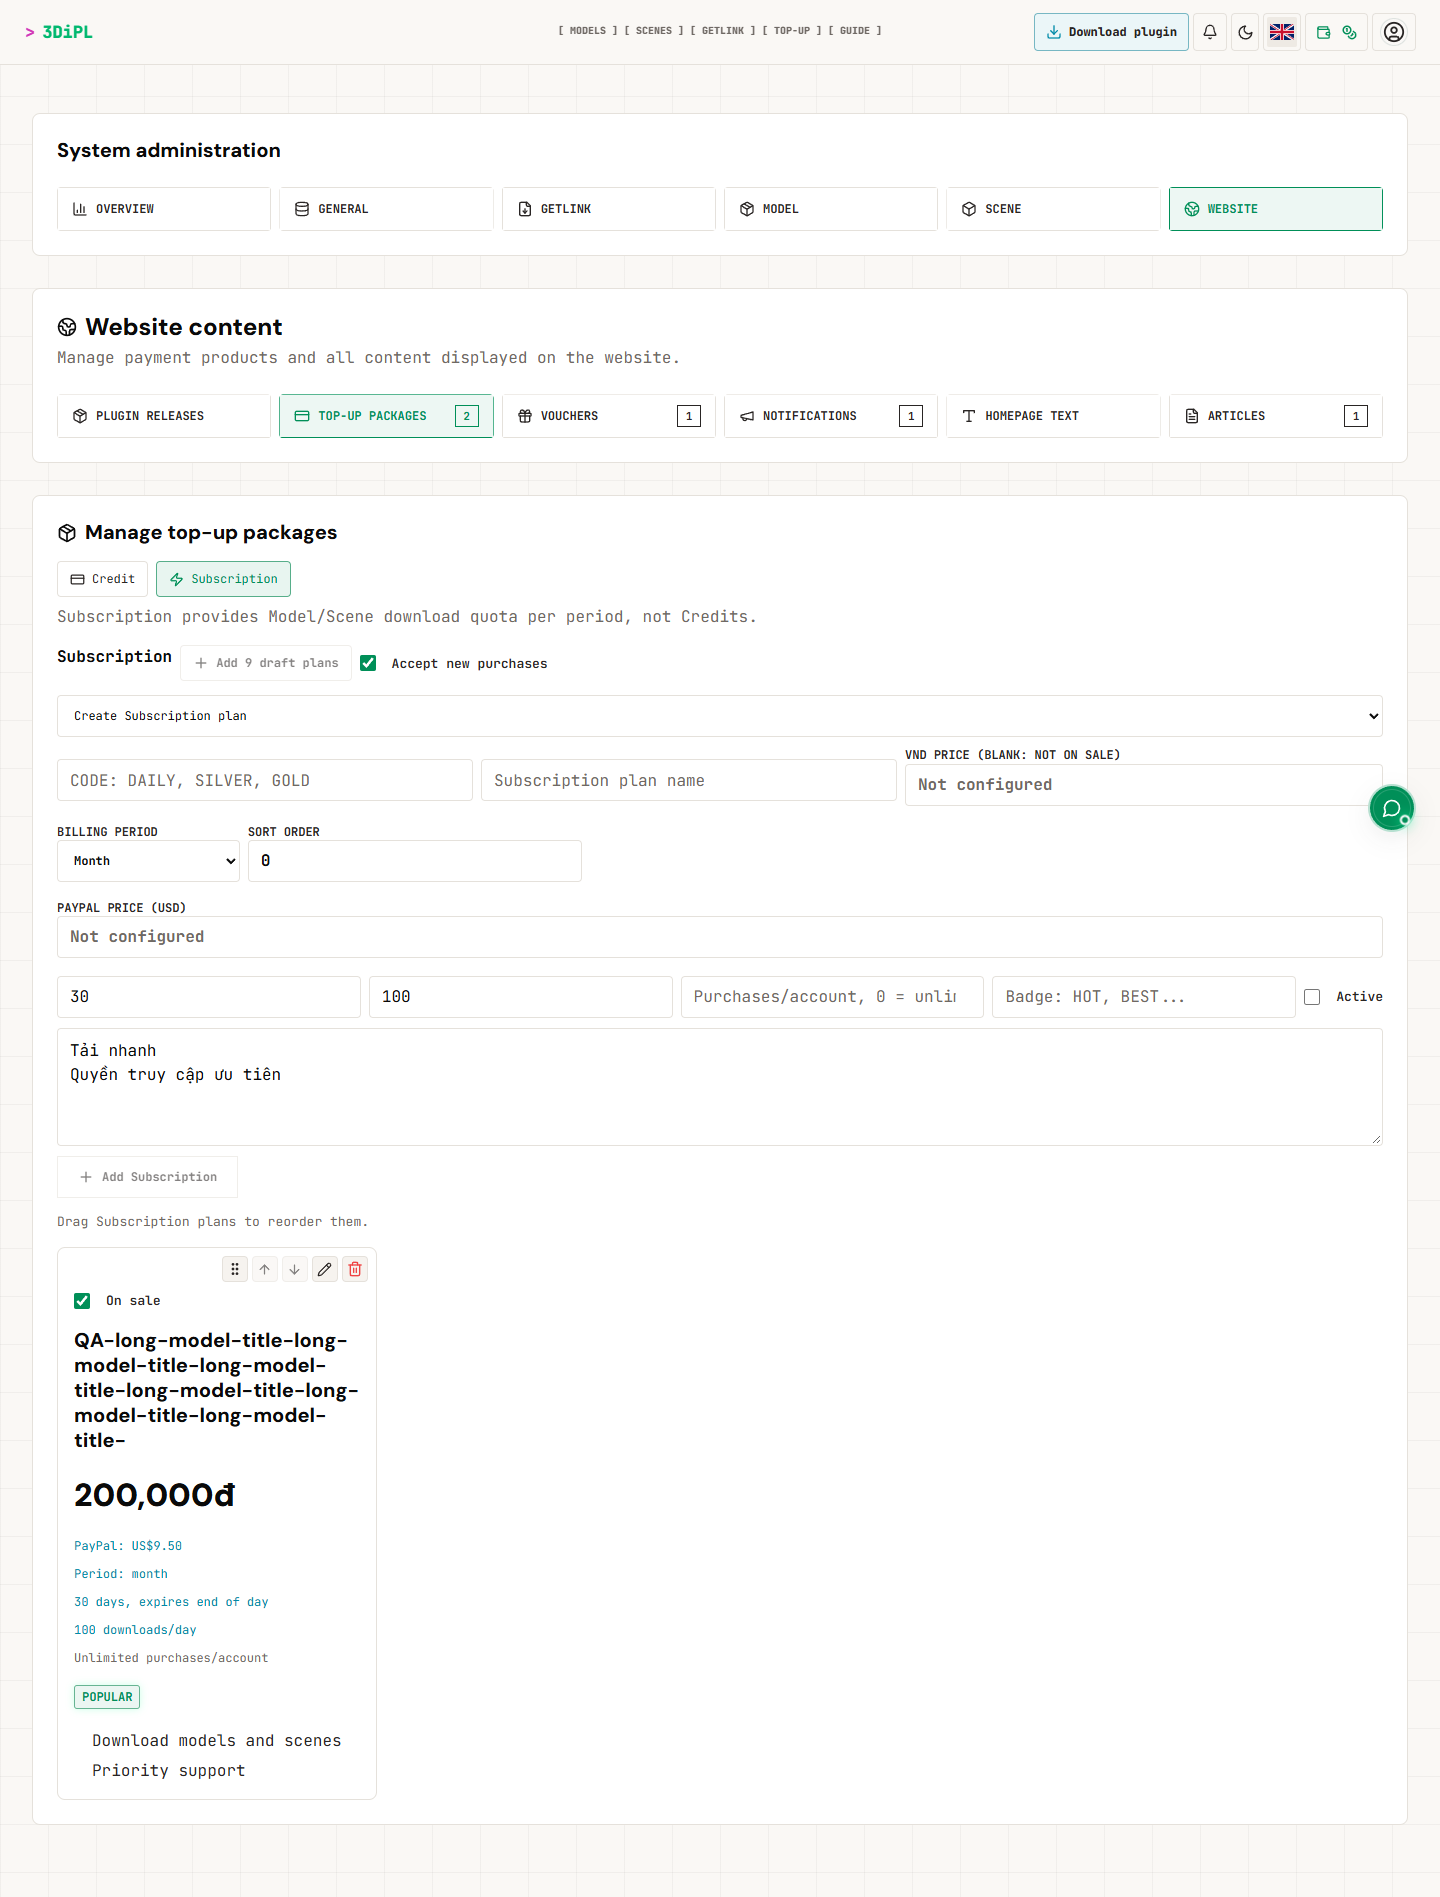 > 3DiPL
[ MODELS ] [ SCENES ] [ GETLINK ] [ TOP-UP ] [ GUIDE ]
Download plugin
System administration
OVERVIEW
GENERAL
GETLINK
MODEL
SCENE
WEBSITE
Website content
Manage payment products and all content displayed on the website.
PLUGIN RELEASES
TOP-UP PACKAGES 2
VOUCHERS 1
NOTIFICATIONS 1
HOMEPAGE TEXT
ARTICLES 1
Manage top-up packages
Credit
Subscription
Subscription provides Model/Scene download quota per period, not Credits.
Subscription
Add 9 draft plans
Accept new purchases
Create Subscription plan
CODE: DAILY, SILVER, GOLD
Subscription plan name
VND PRICE (BLANK: NOT ON SALE)
Not configured
BILLING PERIOD
Month
SORT ORDER
0
PAYPAL PRICE (USD)
Not configured
30
100
Purchases/account, 0 = unli
Badge: HOT, BEST...
Active
Tải nhanh
Quyền truy cập ưu tiên
Add Subscription
Drag Subscription plans to reorder them.
On sale
QA-long-model-title-long-
model-title-long-model-
title-long-model-title-long-
model-title-long-model-
title-
200,000đ
PayPal: US$9.50
Period: month
30 days, expires end of day
100 downloads/day
Unlimited purchases/account
POPULAR
Download models and scenes
Priority support